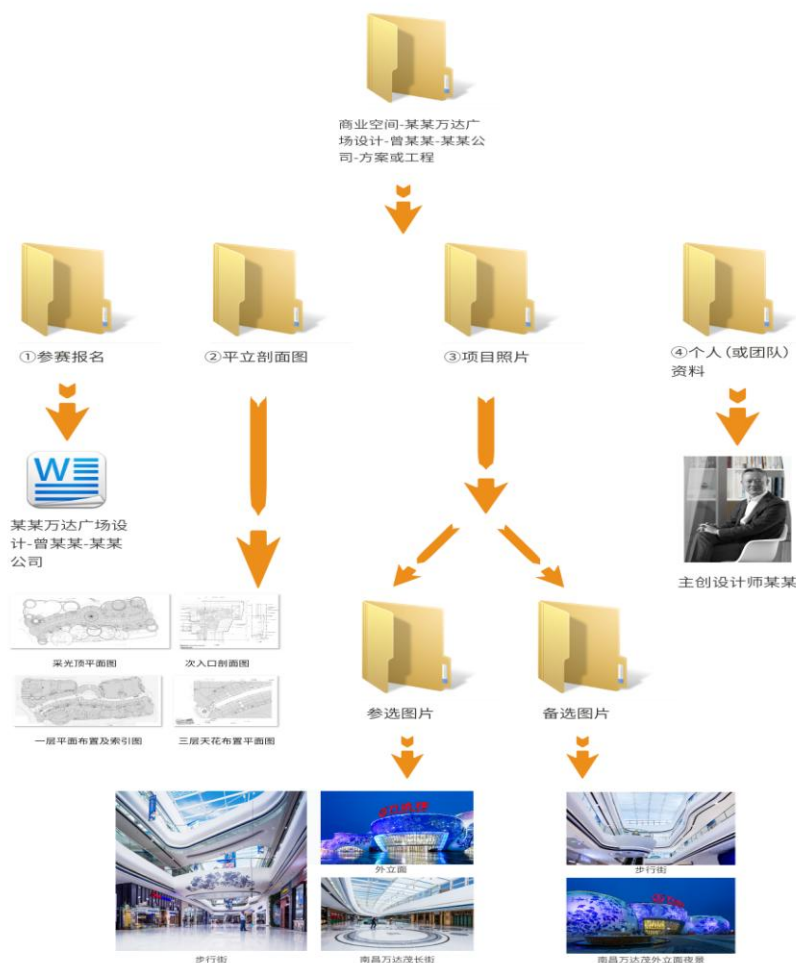 商业空间-某某万达广
场设计-曾某某-某某公
司-方案或工程
①参赛报名
②平立剖面图
③项目照片
④个人(或团队)
资料
W
某某万达广场设
计-曾某某-某某
公司
主创设计师某某
采光顶平面图
次入口剖面图
一层平面布置及索引图
三层天花布置平面图
参选图片
备选图片
外立面
步行街
步行街
南昌万达茂长街
南昌万达茂外立面夜景